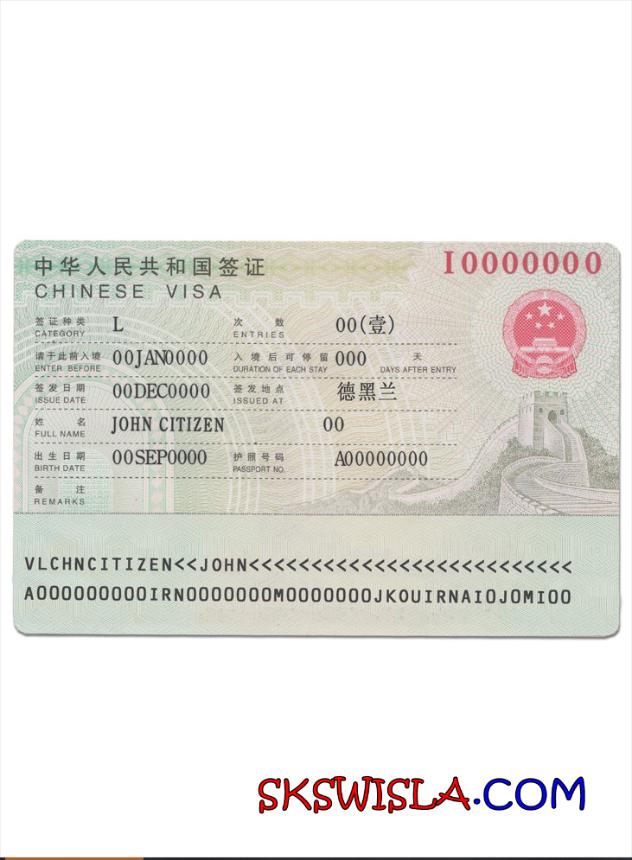 中华人民共和国签证 I0000000
CHINESE VISA
签证种类 CATEGORY L 次数 ENTRIES 00(壹)
请于此前入境 ENTER BEFORE 00JAN0000 入境后可停留 DURATION OF EACH STAY 000 天 DAYS AFTER ENTRY
签发日期 ISSUE DATE 00DEC0000 签发地点 ISSUED AT 德黑兰
姓名 FULL NAME JOHN CITIZEN 00
出生日期 BIRTH DATE 00SEP0000 护照号码 PASSPORT NO. A00000000
备注 REMARKS
VLCHNCITIZEN<<JOHN<<<<<<<<<<<<<<<<<<<<<<<<<<
A000000000IRN0000000M0000000JKOUIRNAI0J0MI00
SKSWISLA.COM